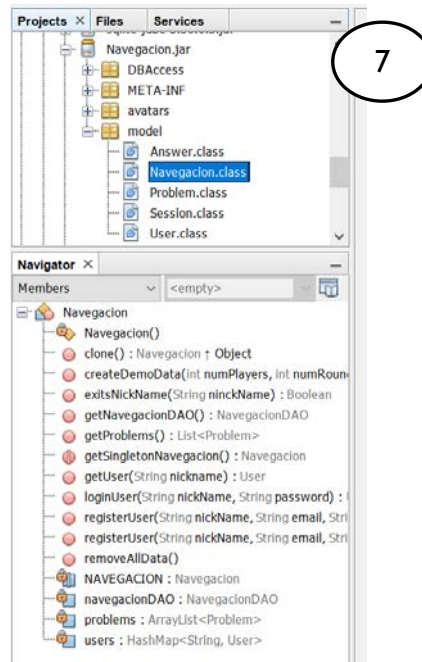 Projects × Files Services
Navegacion.jar
7
DBAccess
META-INF
avatars
model
Answer.class
Navegacion.class
Problem.class
Session.class
User.class
Navigator ×
Members <empty>
Navegacion
Navegacion()
clone() : Navegacion ↑ Object
createDemoData(int numPlayers, int numRoun
exitsNickName(String ninckName) : Boolean
getNavegacionDAO() : NavegacionDAO
getProblems() : List<Problem>
getSingletonNavegacion() : Navegacion
getUser(String nickname) : User
loginUser(String nickName, String password) :
registerUser(String nickName, String email, Stri
registerUser(String nickName, String email, Stri
removeAllData()
NAVEGACION : Navegacion
navegacionDAO : NavegacionDAO
problems : ArrayList<Problem>
users : HashMap<String, User>